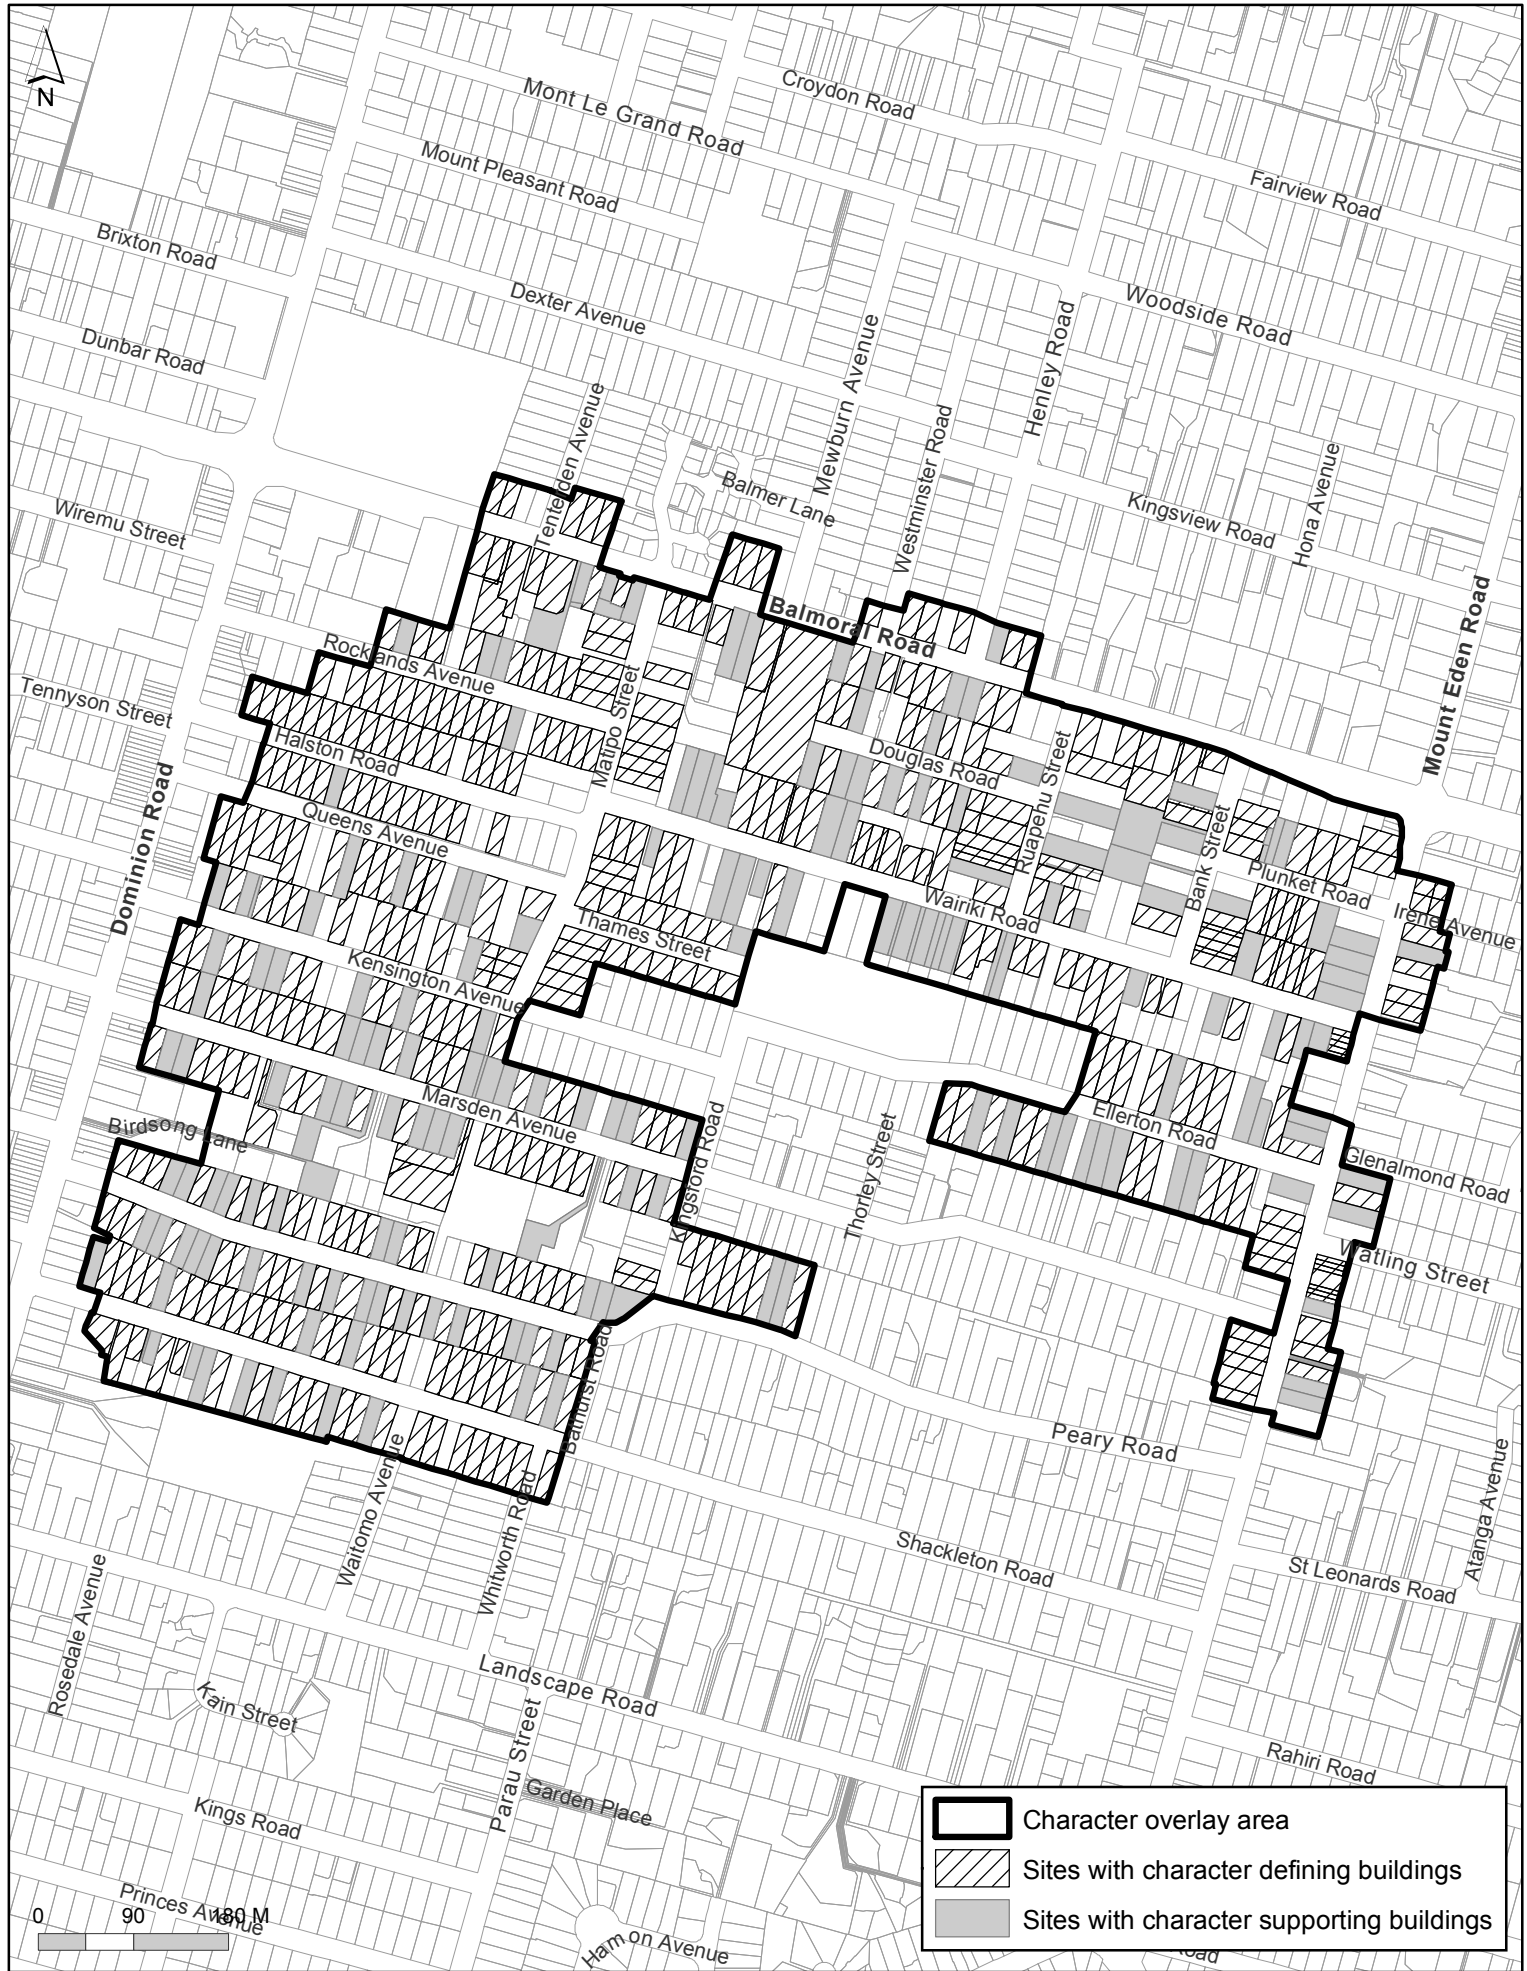 N
Croydon Road
Mont Le Grand Road
Mount Pleasant Road
Fairview Road
Brixton Road
Dexter Avenue
Woodside Road
Dunbar Road
Henley Road
Mewburn Avenue
Tenterden Avenue
Westminster Road
Balmer Lane
Kingsview Road
Hona Avenue
Wiremu Street
Balmoral Road
Mount Eden Road
Rocklands Avenue
Tennyson Street
Matipo Street
Halston Road
Douglas Road
Ruapehu Street
Dominion Road
Queens Avenue
Bank Street
Plunket Road
Wairiki Road
Irene Avenue
Thames Street
Kensington Avenue
Marsden Avenue
Birdsong Lane
Kingsford Road
Thorley Street
Ellerton Road
Glenalmond Road
Watling Street
Bathurst Road
Peary Road
Waitomo Avenue
Whitworth Road
Atanga Avenue
Shackleton Road
St Leonards Road
Rosedale Avenue
Landscape Road
Kain Street
Parau Street
Rahiri Road
Garden Place
Kings Road
Princes Avenue
0 90 180 M
Road
Character overlay area
Sites with character defining buildings
Sites with character supporting buildings